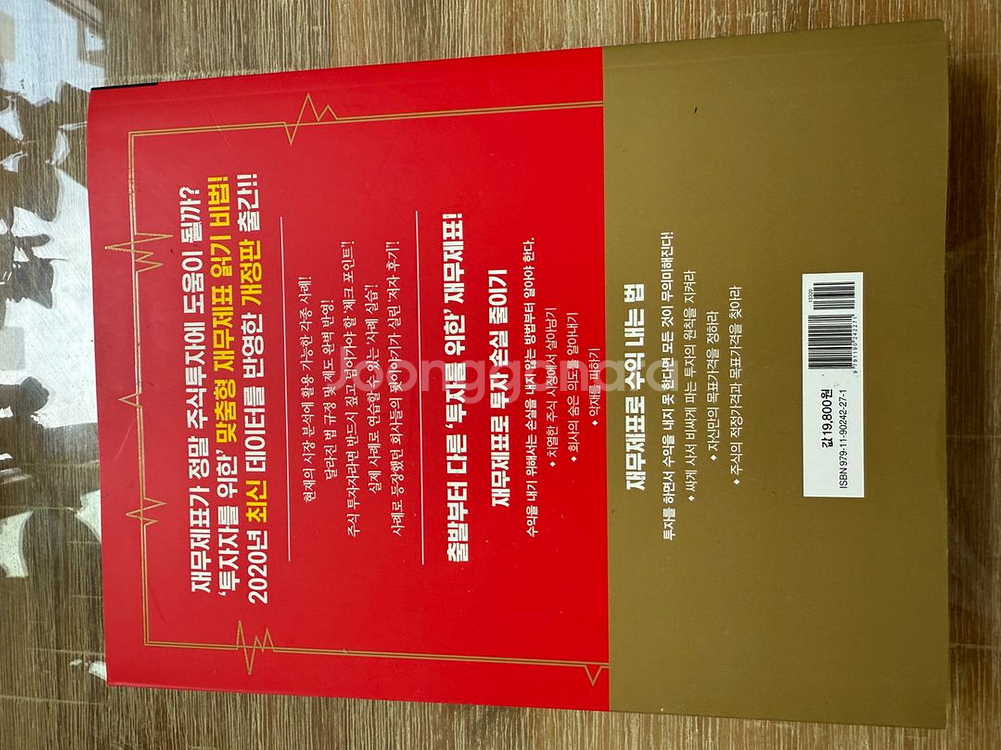 재무제표가 정말 주식투자에 도움이 될까?
'투자자를 위한' 맞춤형 재무제표 읽기 비법!
2020년 최신 데이터를 반영한 개정판 출간!!
현재의 시장 분석에 활용 가능한 각종 사례!
달라진 법 규정 및 제도 완벽 반영!
주식 투자자라면 반드시 짚고 넘어가야 할 '체크 포인트'!
실제 사례로 연습할 수 있는 '사례 실습'!
사례로 등장했던 회사들의 뒷이야기가 실린 '저자 후기'!
출발부터 다른 '투자를 위한' 재무제표!
재무제표로 투자 손실 줄이기
수익을 내기 위해서는 손실을 내지 않는 방법부터 알아야 한다.
◆ 치열한 주식 시장에서 살아남기
◆ 회사의 숨은 의도를 알아내기
◆ 악재를 피하기
재무제표로 수익 내는 법
투자를 하면서 수익을 내지 못 한다면 모든 것이 무의미해진다!
◆ 싸게 사서 비싸게 파는 투자의 원칙을 지켜라
◆ 자신만의 목표가격을 정하라
◆ 주식의 적정가격과 목표가격을 찾아라
값 19,800원
ISBN 979-11-90242-27-1
9 791190 242271
13320
Joonggonara